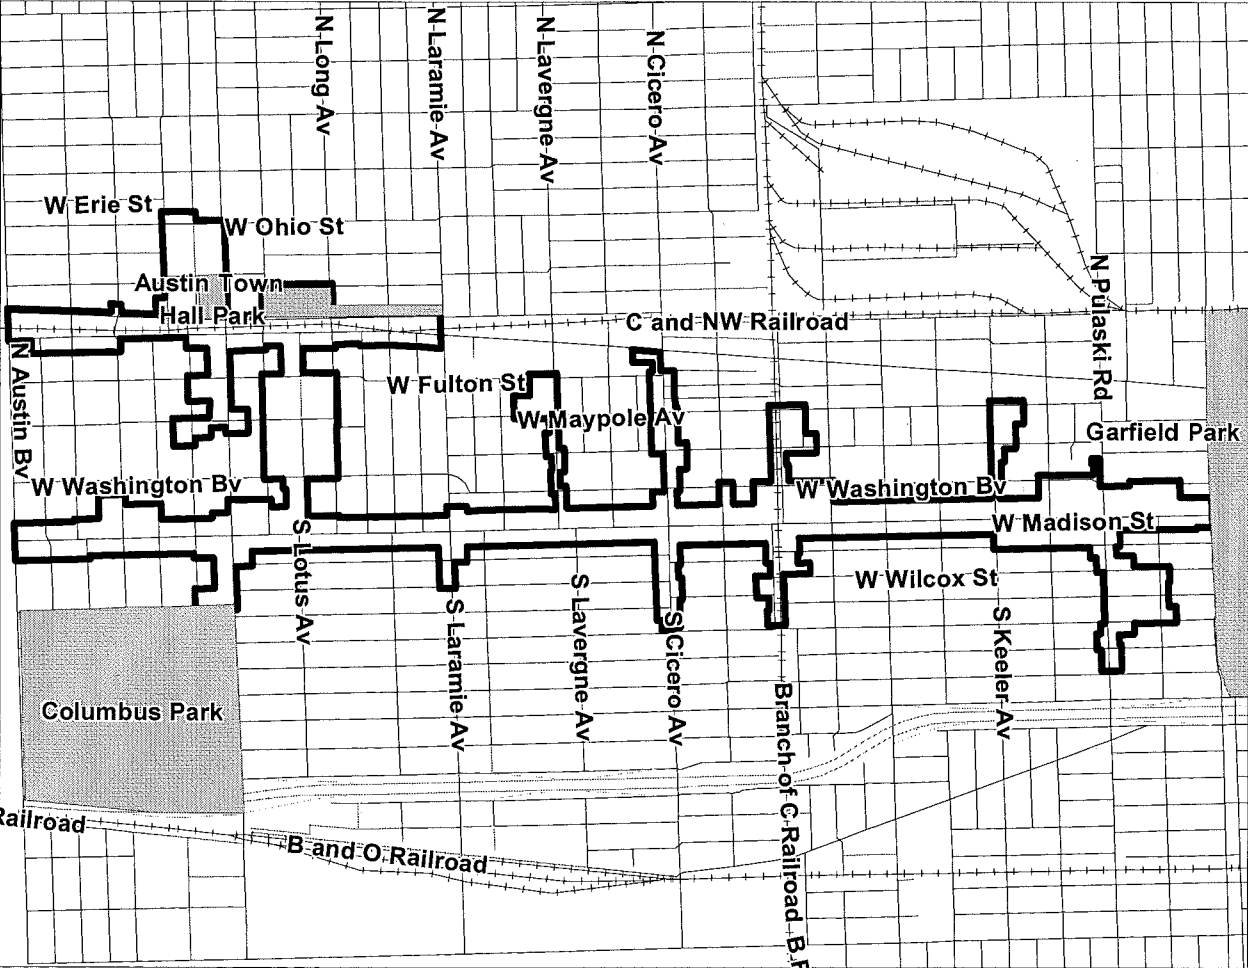 N Long Av
N Laramie Av
N Lavergne Av
N Cicero Av
W Erie St
W Ohio St
Austin Town
Hall Park
N Pulaski Rd
C and NW Railroad
N Austin Bv
W Fulton St
W Maypole Av
Garfield Park
W Washington Bv
W Washington Bv
W Madison St
S Lotus Av
W Wilcox St
S Laramie Av
S Lavergne Av
S Cicero Av
S Keeler Av
Columbus Park
Branch of C Railroad B
Railroad
B and O Railroad